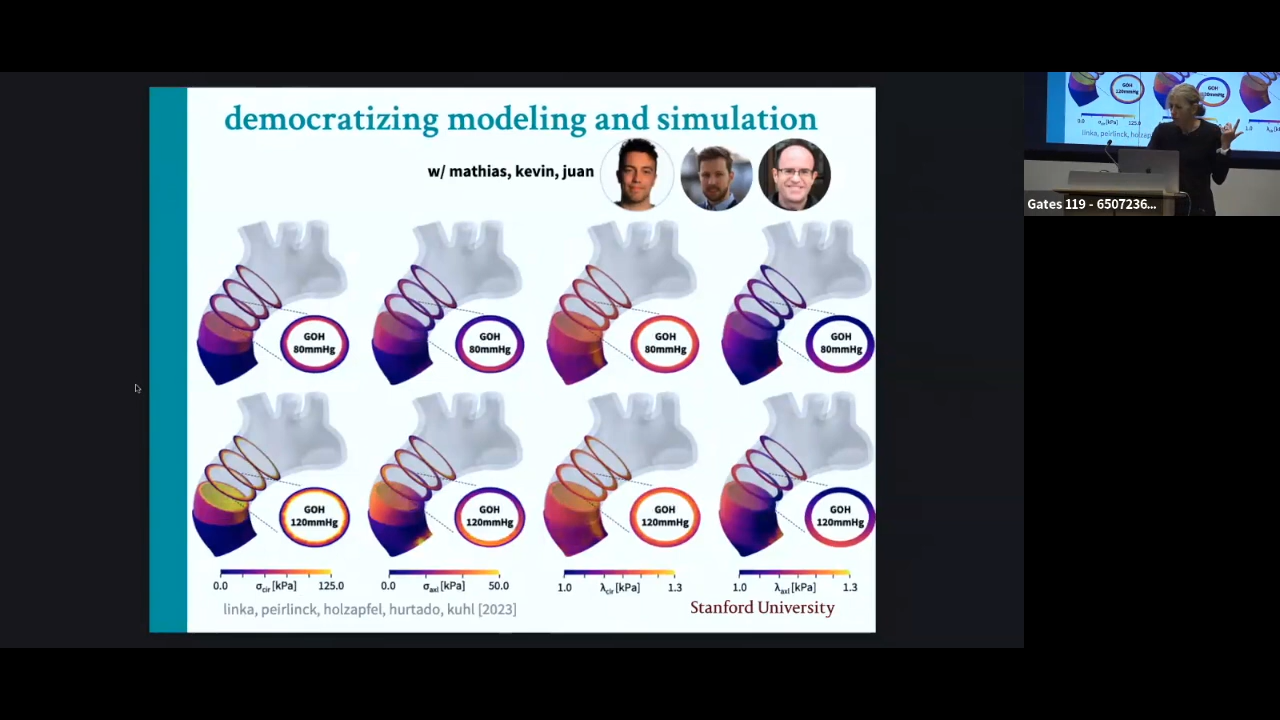 democratizing modeling and simulation
w/ mathias, kevin, juan
GOH
80mmHg
GOH
80mmHg
GOH
80mmHg
GOH
80mmHg
GOH
120mmHg
GOH
120mmHg
GOH
120mmHg
GOH
120mmHg
0.0 σcir [kPa] 125.0
0.0 σaxl [kPa] 50.0
1.0 λcir [kPa] 1.3
1.0 λaxl [kPa] 1.3
linka, peirlinck, holzapfel, hurtado, kuhl [2023]
Stanford University
Gates 119 - 6507236...